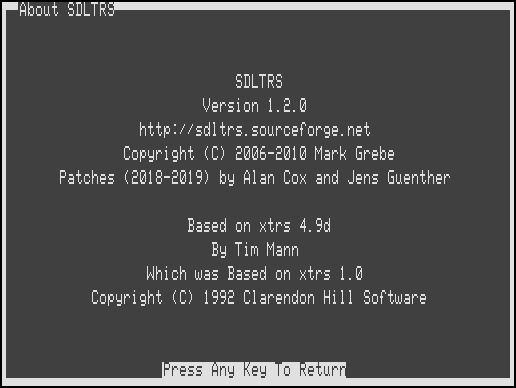 About SDLTRS
SDLTRS
Version 1.2.0
http://sdltrs.sourceforge.net
Copyright (C) 2006-2010 Mark Grebe
Patches (2018-2019) by Alan Cox and Jens Guenther
Based on xtrs 4.9d
By Tim Mann
Which was Based on xtrs 1.0
Copyright (C) 1992 Clarendon Hill Software
Press Any Key To Return